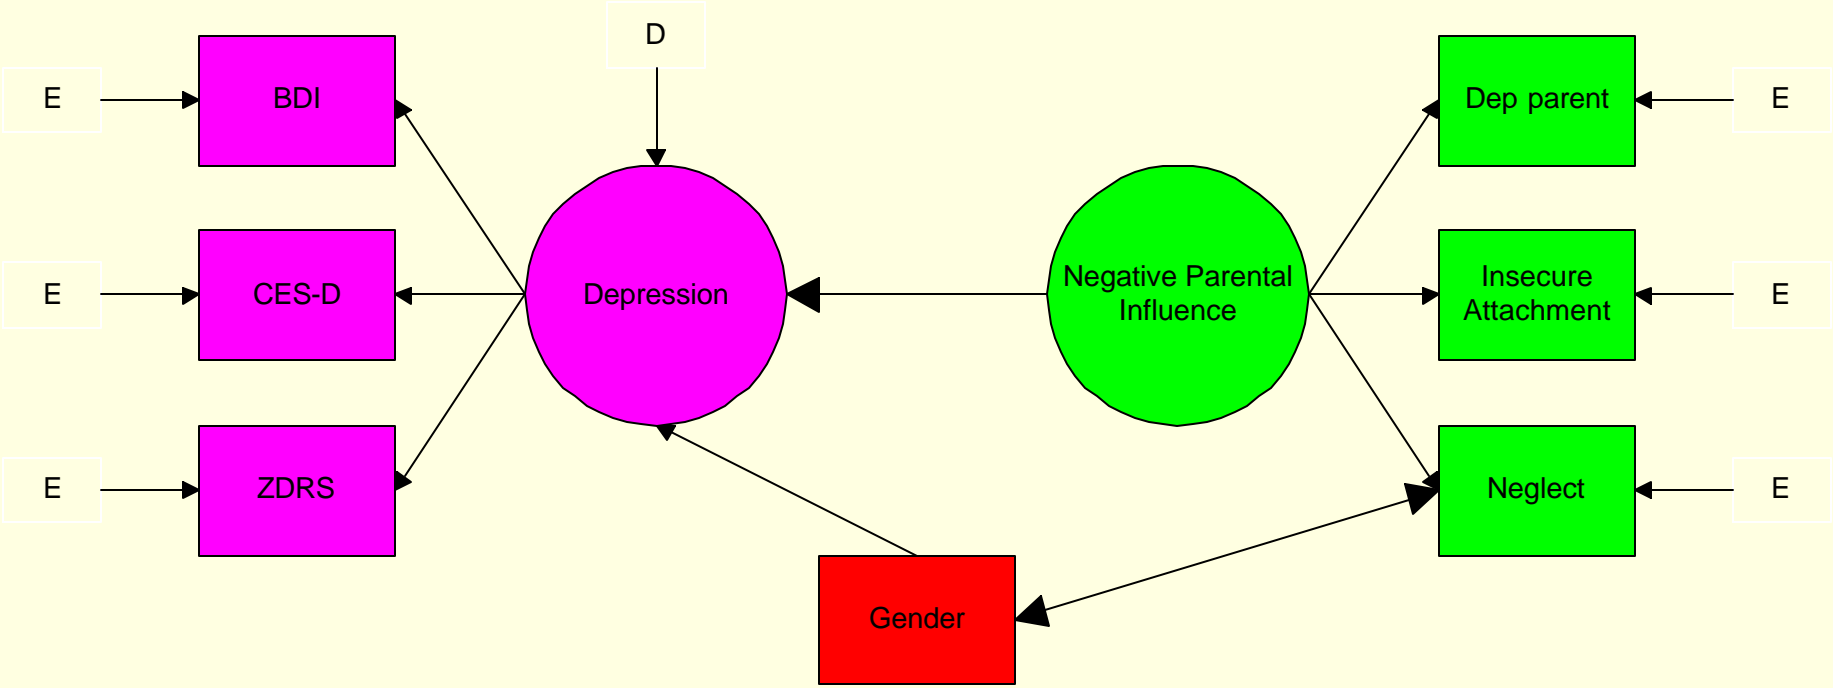 D
E
BDI
Dep parent
E
E
CES-D
Depression
Negative Parental
Influence
Insecure
Attachment
E
E
ZDRS
Neglect
E
Gender